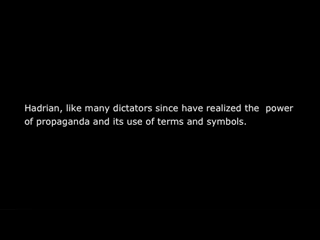 Hadrian, like many dictators since have realized the  power
of propaganda and its use of terms and symbols.